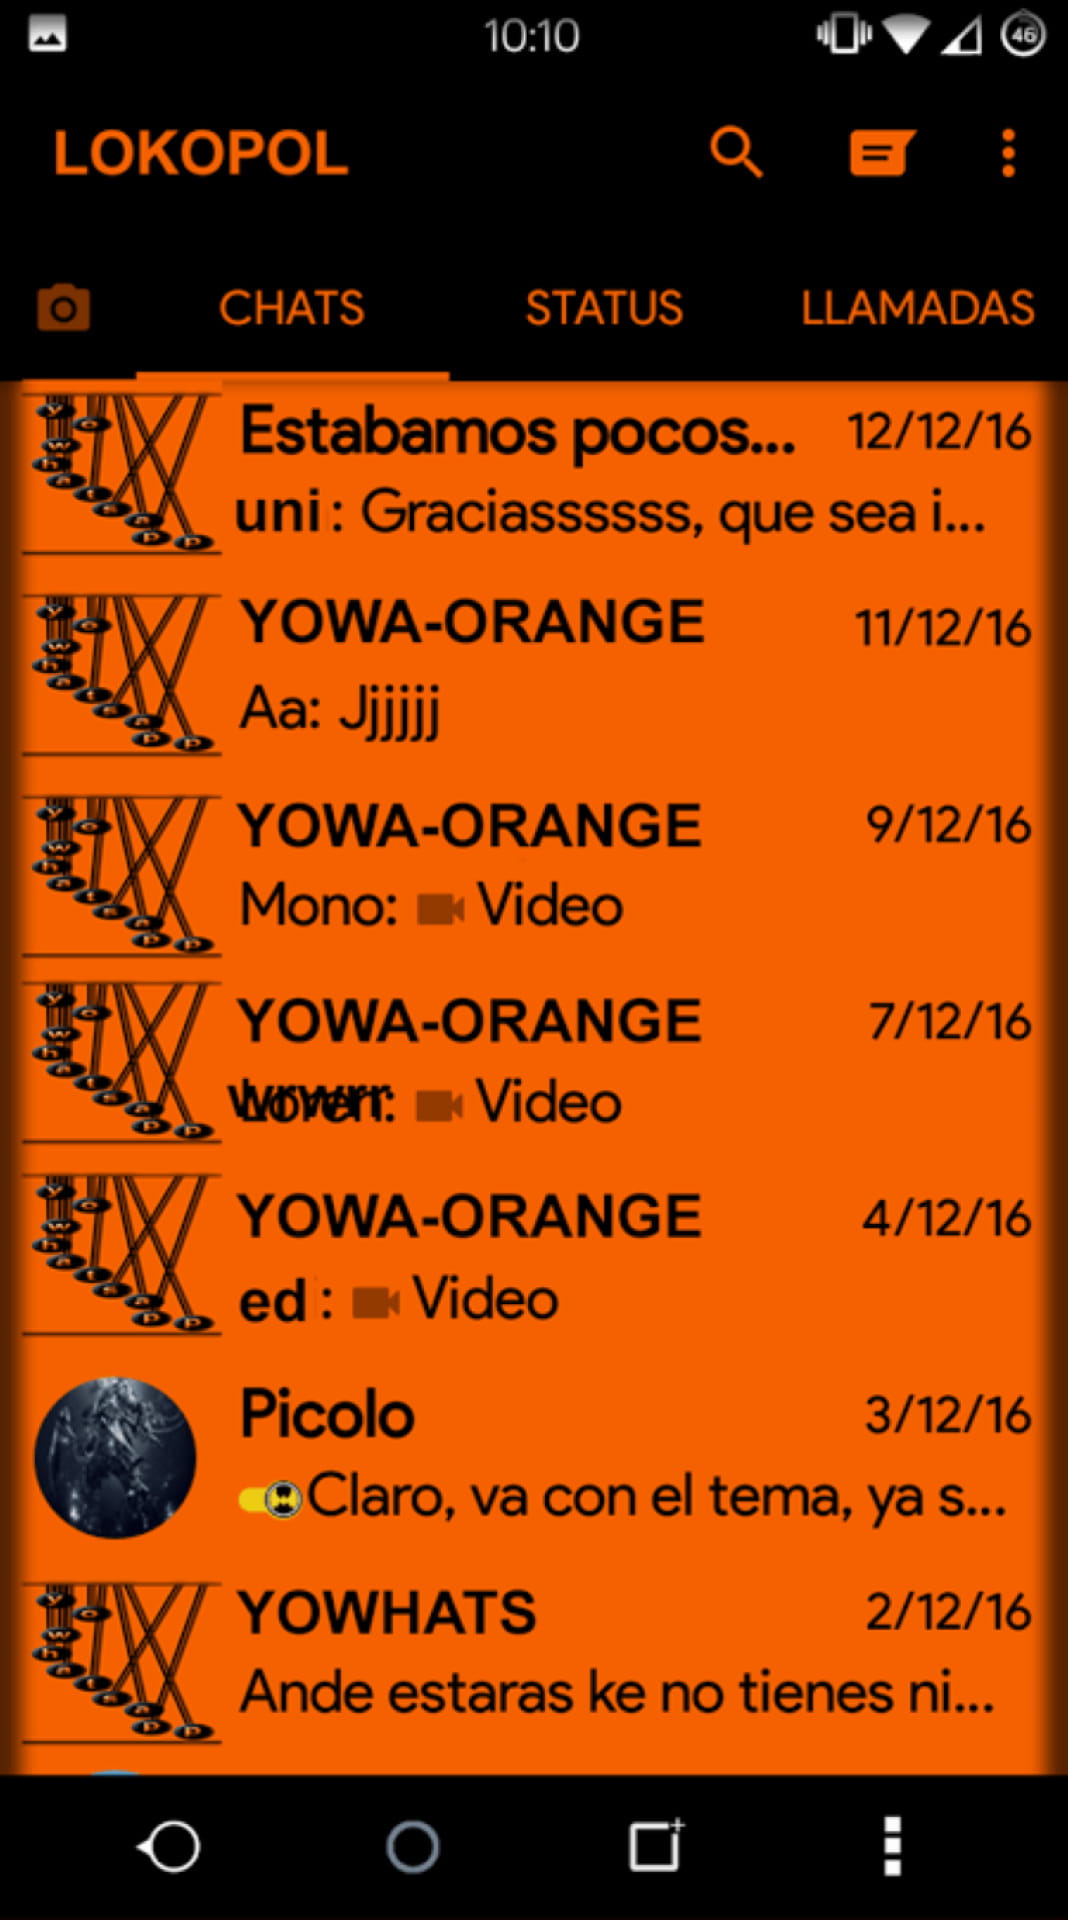 10:10
46
LOKOPOL
CHATS STATUS LLAMADAS
Estabamos pocos... 12/12/16
uni : Graciassssss, que sea i...
YOWA-ORANGE 11/12/16
Aa: Jjjjjj
YOWA-ORANGE 9/12/16
Mono: Video
YOWA-ORANGE 7/12/16
Video
YOWA-ORANGE 4/12/16
ed : Video
Picolo 3/12/16
Claro, va con el tema, ya s...
YOWHATS 2/12/16
Ande estaras ke no tienes ni...